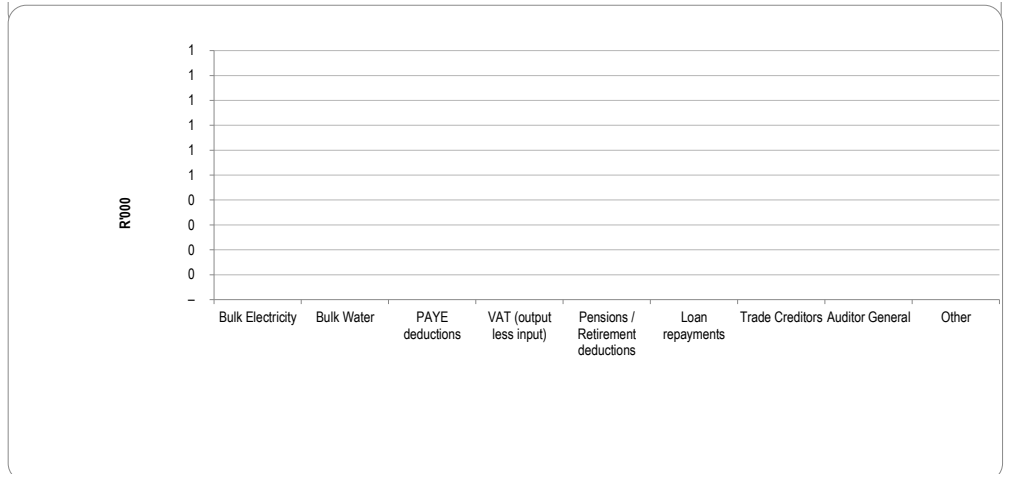 1
1
1
1
1
1
0
0
0
0
–
R'000
Bulk Electricity
Bulk Water
PAYE
deductions
VAT (output
less input)
Pensions /
Retirement
deductions
Loan
repayments
Trade Creditors
Auditor General
Other